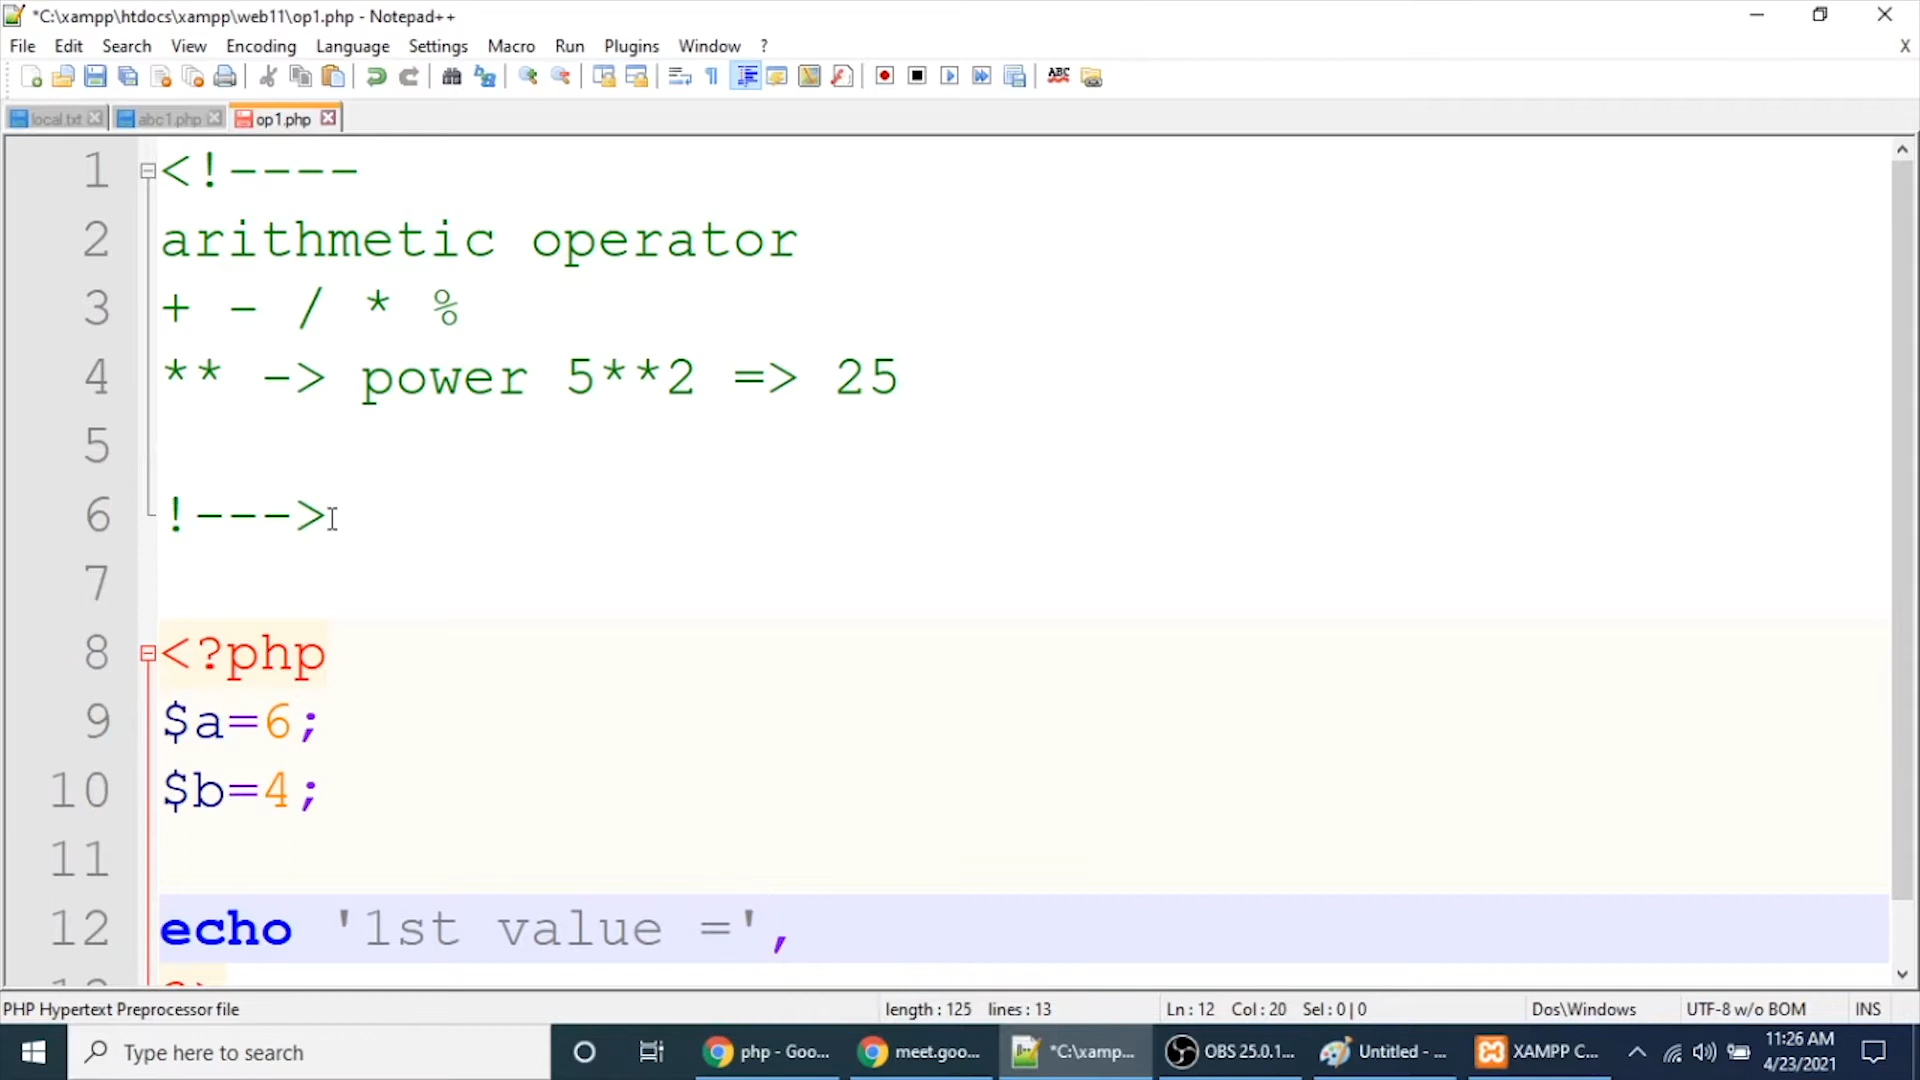 *C:\xampp\htdocs\xampp\web11\op1.php - Notepad++
File Edit Search View Encoding Language Settings Macro Run Plugins Window ? X
ABC
local.txt abc1.php op1.php
1 <!----
2 arithmetic operator
3 + - / * %
4 ** -> power 5**2 => 25
5
6 !--->
7
8 <?php
9 $a=6;
10 $b=4;
11
12 echo '1st value =',
PHP Hypertext Preprocessor file length : 125 lines : 13 Ln : 12 Col : 20 Sel : 0 | 0 Dos\Windows UTF-8 w/o BOM INS
Type here to search php - Goo... meet.goo... *C:\xamp... OBS 25.0.1... Untitled - ... XAMPP C... 11:26 AM
4/23/2021